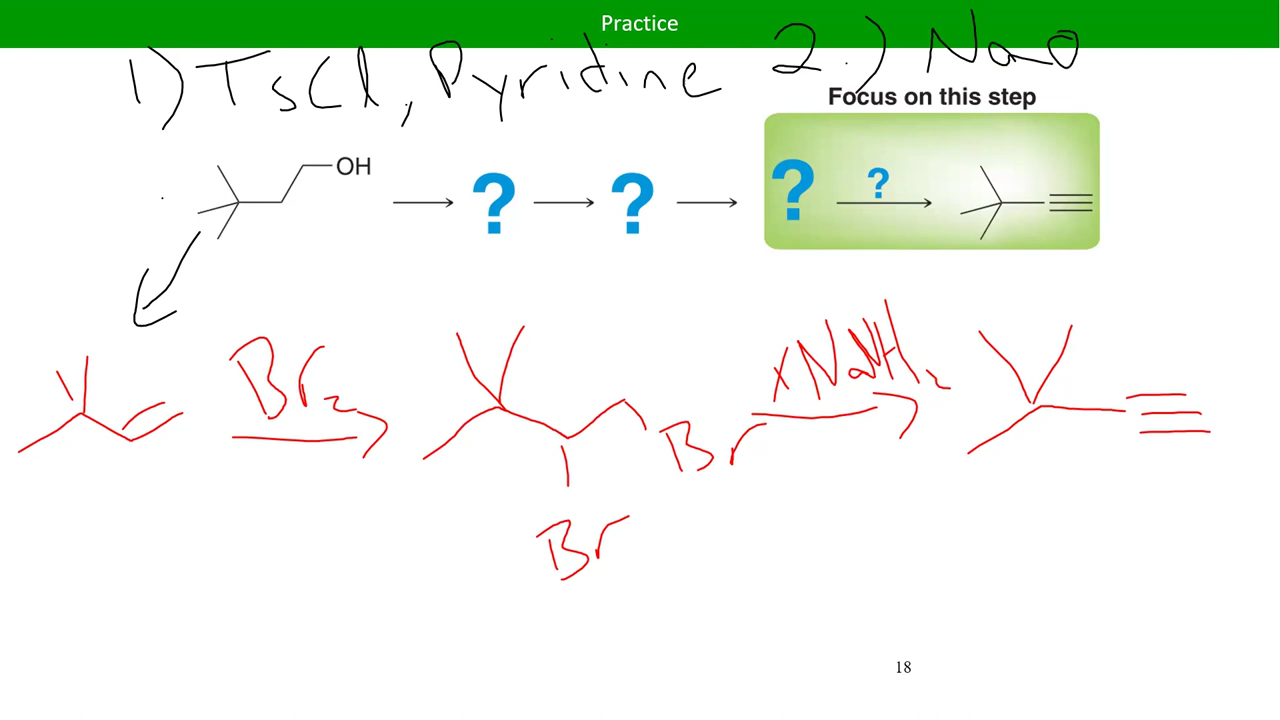 Practice
1) TsCl, Pyridine 2.) NaO
Focus on this step
OH
? ? ? ?
Br2
xNaNH2
Br
Br
18